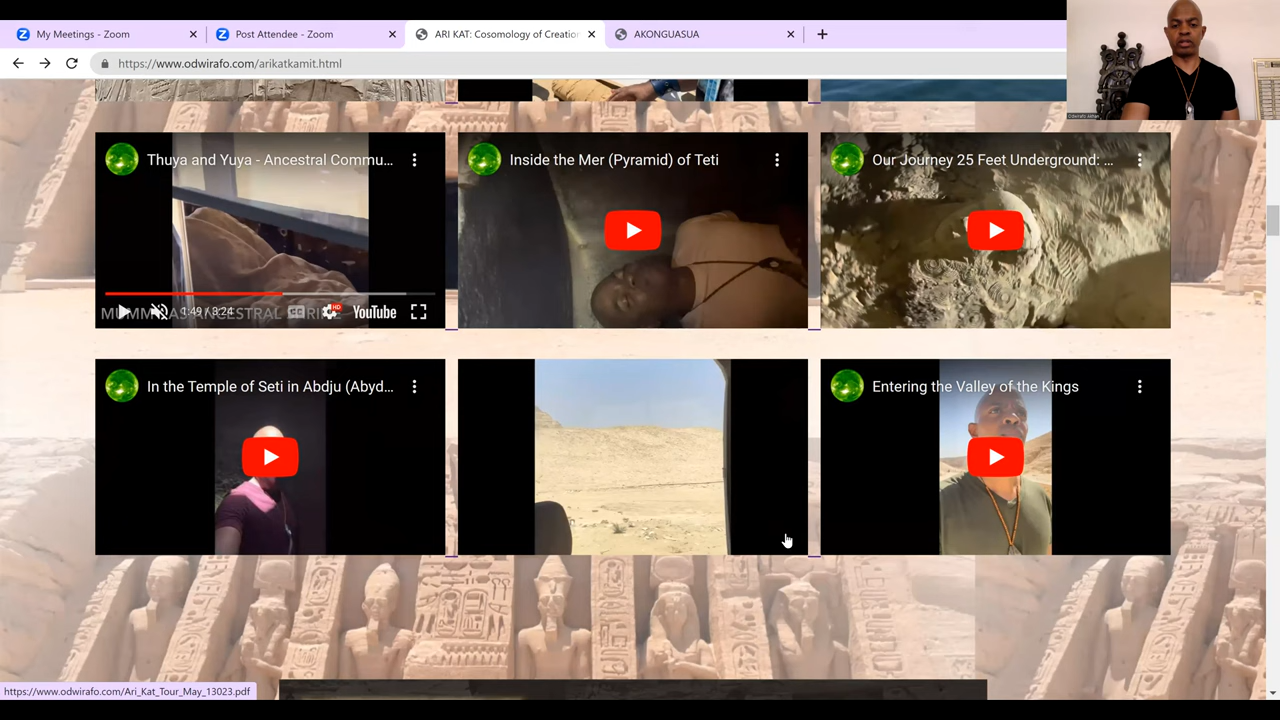 My Meetings - Zoom
Post Attendee - Zoom
ARI KAT: Cosomology of Creation
AKONGUASUA
https://www.odwirafo.com/arikatkamit.html
Thuya and Yuya - Ancestral Commu...
Inside the Mer (Pyramid) of Teti
Our Journey 25 Feet Underground: ...
1:49 / 3:24
CC
HD
YouTube
In the Temple of Seti in Abdju (Abyd...
Entering the Valley of the Kings
https://www.odwirafo.com/Ari_Kat_Tour_May_13023.pdf